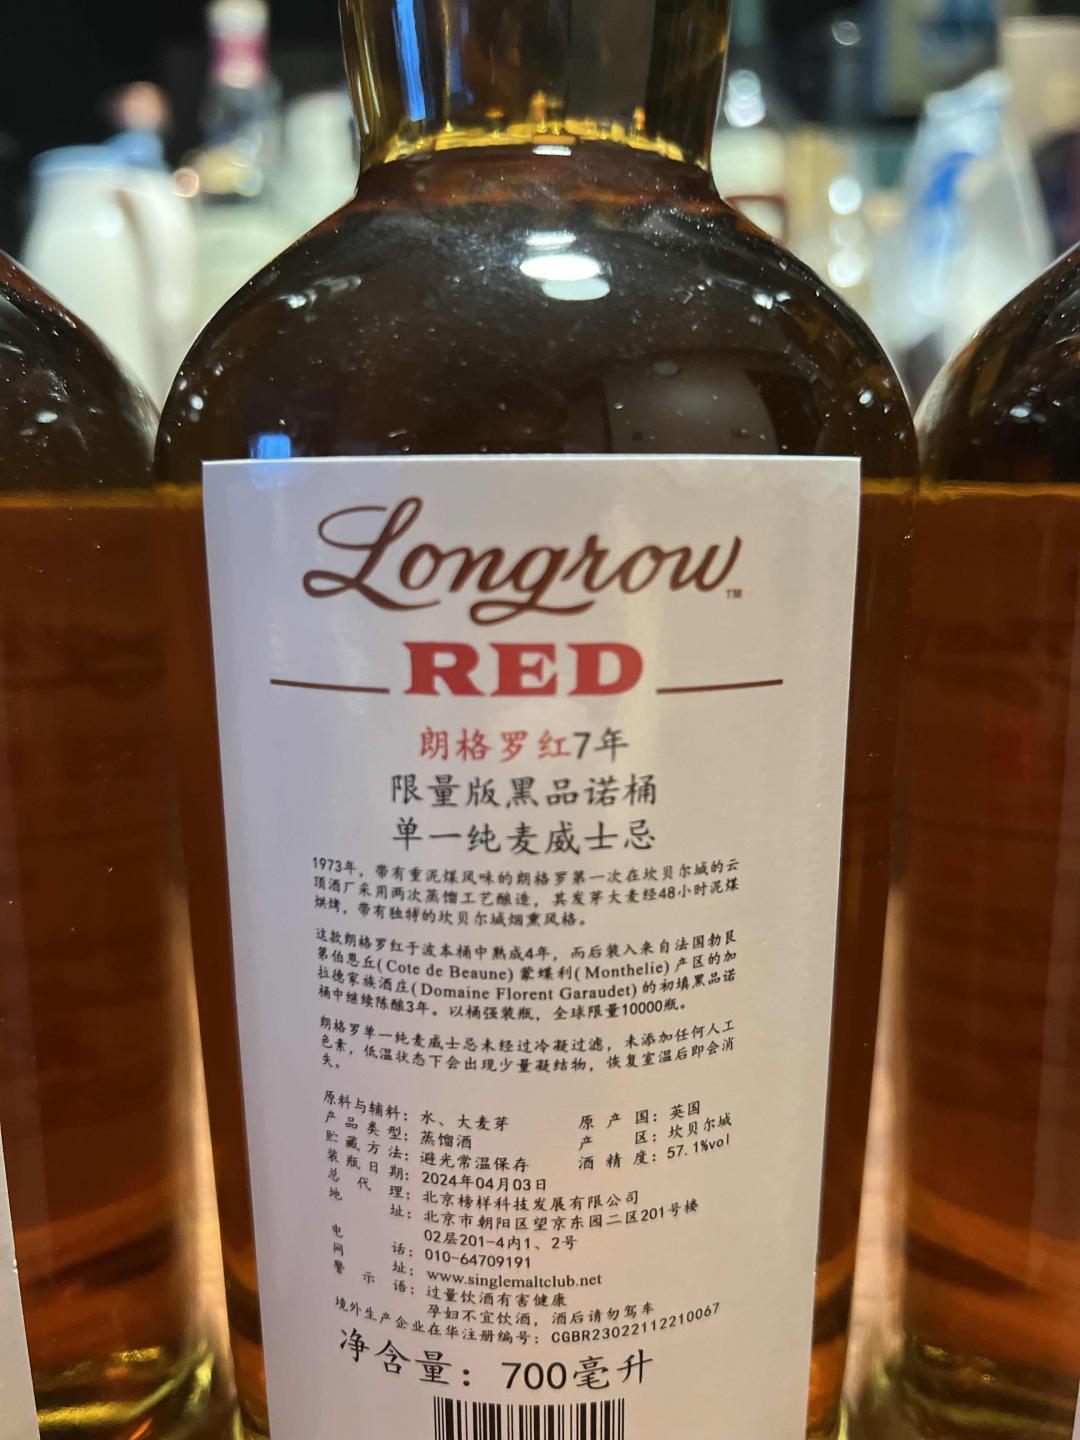 Longrow™
RED
朗格罗红7年
限量版黑品诺桶
单一纯麦威士忌
1973年，带有重泥煤风味的朗格罗第一次在坎贝尔城的云
顶酒厂采用两次蒸馏工艺酿造，其发芽大麦经48小时泥煤
烘烤，带有独特的坎贝尔城烟熏风格。
这款朗格罗红于波本桶中熟成4年，而后装入来自法国勃艮
第伯恩丘(Cote de Beaune) 蒙蝶利(Monthelie) 产区的加
拉德家族酒庄(Domaine Florent Garaudet) 的初填黑品诺
桶中继续陈酿3年。以桶强装瓶，全球限量10000瓶。
朗格罗单一纯麦威士忌未经过冷凝过滤，未添加任何人工
色素，低温状态下会出现少量凝结物，恢复室温后即会消
失。
原料与辅料：水、大麦芽 原产国：英国
产品类型：蒸馏酒 产区：坎贝尔城
贮藏方法：避光常温保存 酒精度：57.1%vol
装瓶日期：2024年04月03日
总代理：北京榜样科技发展有限公司
地址：北京市朝阳区望京东园二区201号楼
02层201-4内1、2号
电话：010-64709191
网址：www.singlemaltclub.net
警示语：过量饮酒有害健康
孕妇不宜饮酒，酒后请勿驾车
境外生产企业在华注册编号：CGBR23022112210067
净含量：700毫升